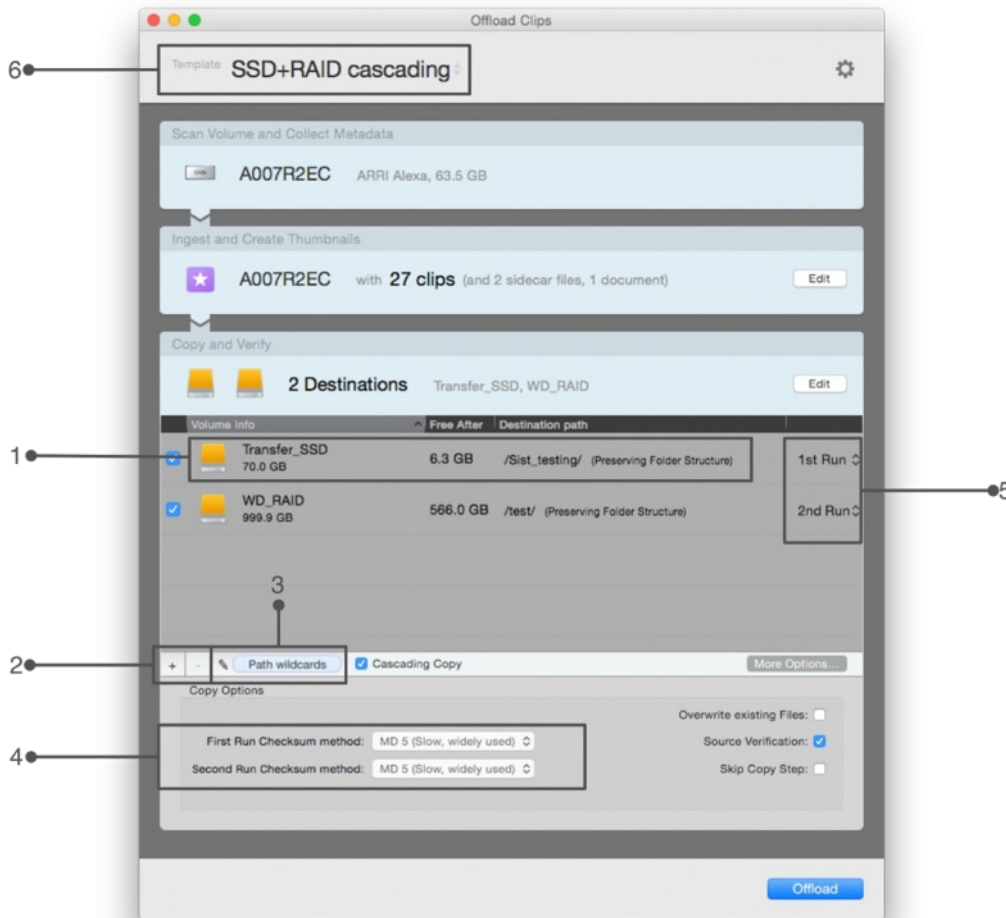 Offload Clips
6
Template SSD+RAID cascading
Scan Volume and Collect Metadata
A007R2EC ARRI Alexa, 63.5 GB
Ingest and Create Thumbnails
A007R2EC with 27 clips (and 2 sidecar files, 1 document) Edit
Copy and Verify
2 Destinations Transfer_SSD, WD_RAID Edit
Volume Info Free After Destination path
1
Transfer_SSD 6.3 GB /Sist_testing/ (Preserving Folder Structure) 1st Run
70.0 GB
5
WD_RAID 566.0 GB /test/ (Preserving Folder Structure) 2nd Run
999.9 GB
3
2
+ - Path wildcards Cascading Copy More Options...
Copy Options
Overwrite existing Files:
First Run Checksum method: MD 5 (Slow, widely used) Source Verification:
4
Second Run Checksum method: MD 5 (Slow, widely used) Skip Copy Step:
Offload